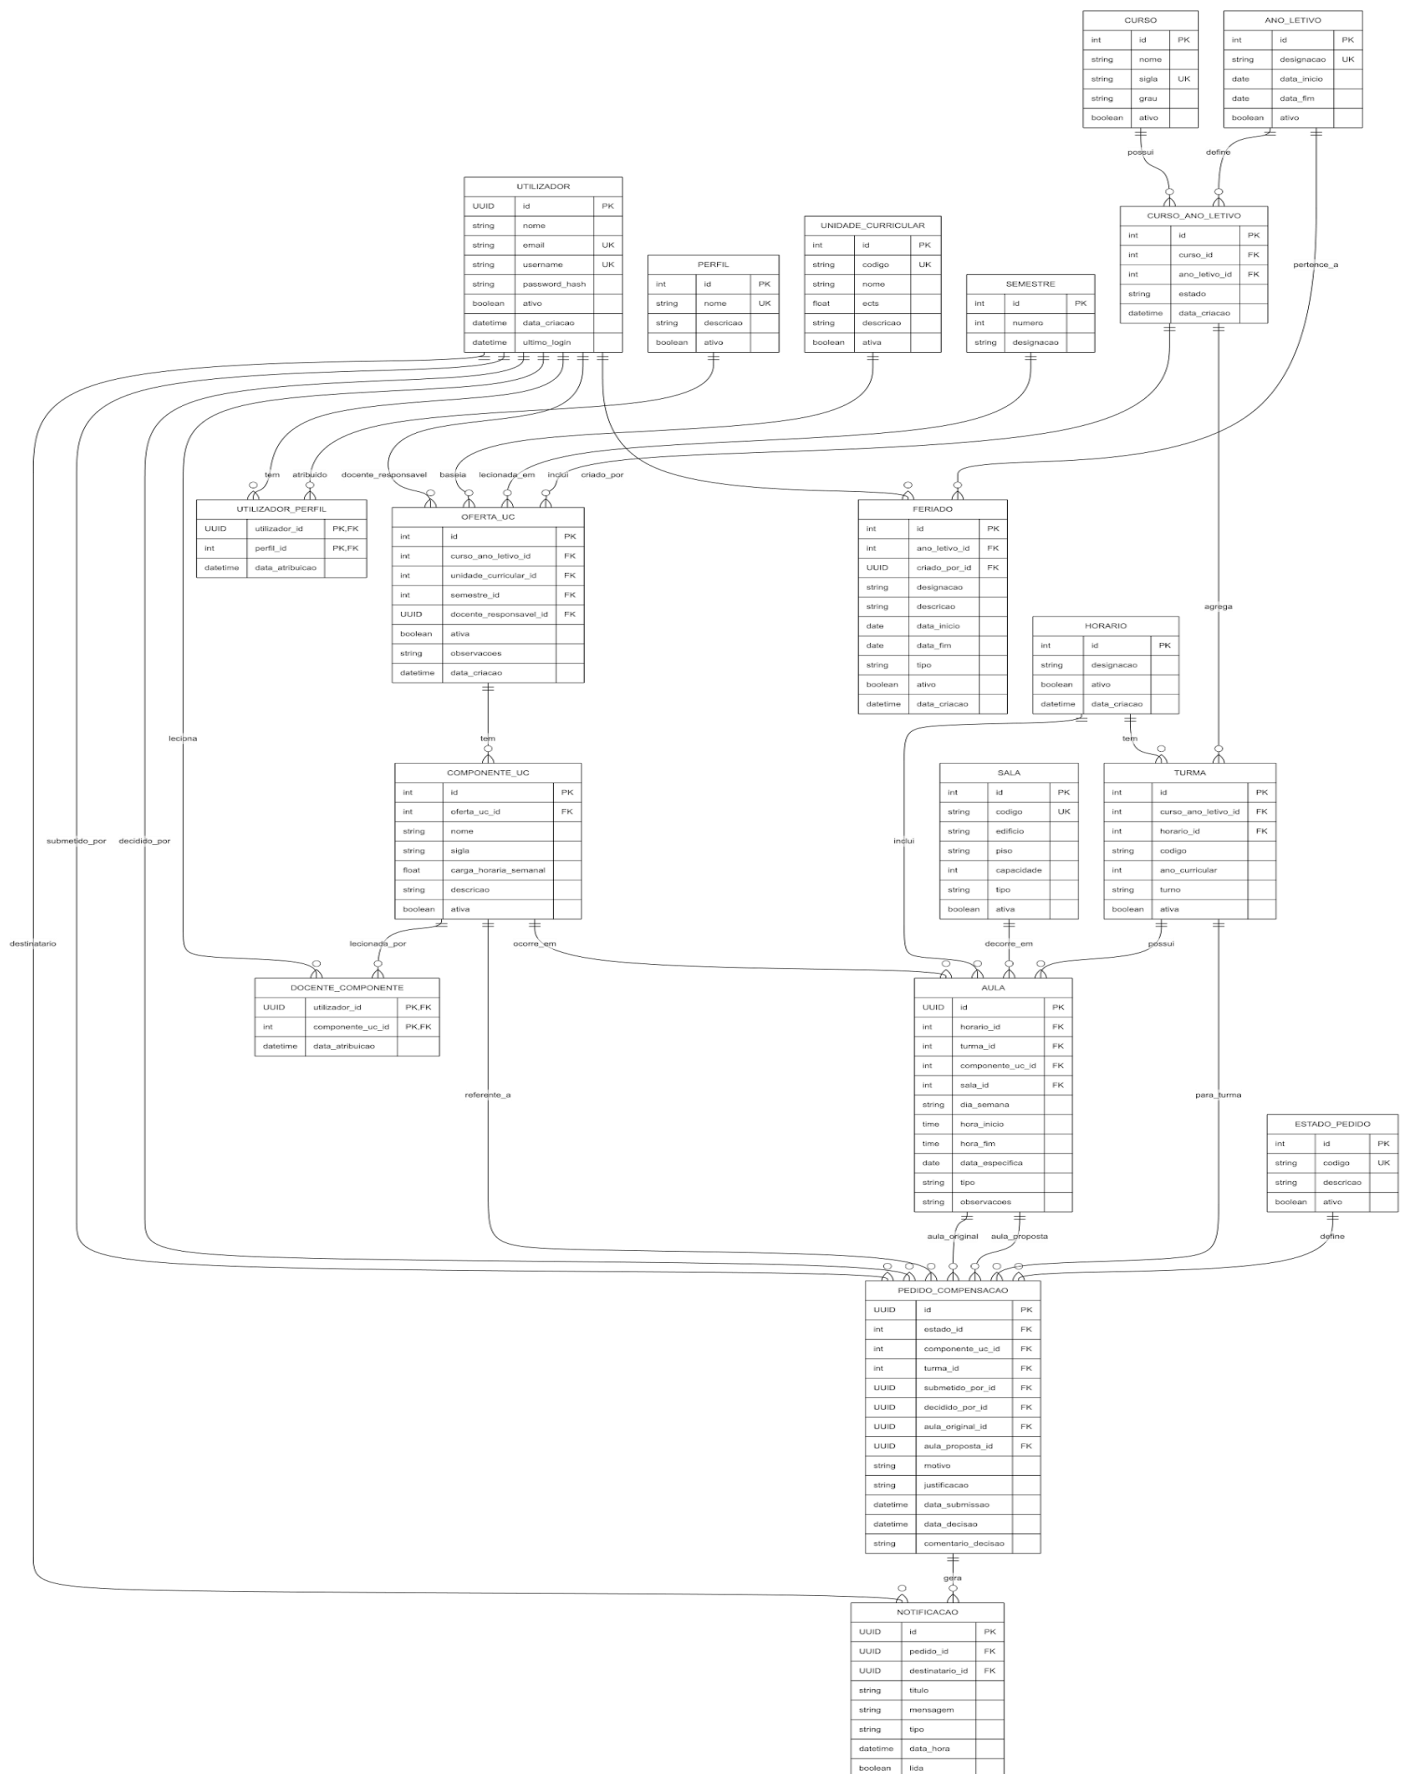 CURSO
int id PK
string nome
string sigla UK
string grau
boolean ativo
ANO_LETIVO
int id PK
string designacao UK
date data_inicio
date data_fim
boolean ativo
possui
define
pertence_a
CURSO_ANO_LETIVO
int id PK
int curso_id FK
int ano_letivo_id FK
string estado
datetime data_criacao
UTILIZADOR
UUID id PK
string nome
string email UK
string username UK
string password_hash
boolean ativo
datetime data_criacao
datetime ultimo_login
PERFIL
int id PK
string nome UK
string descricao
boolean ativo
UNIDADE_CURRICULAR
int id PK
string codigo UK
string nome
float ects
string descricao
boolean ativa
SEMESTRE
int id PK
int numero
string designacao
tem
atribuido
docente_responsavel
baseia
lecionada_em
inclui
criado_por
UTILIZADOR_PERFIL
UUID utilizador_id PK,FK
int perfil_id PK,FK
datetime data_atribuicao
OFERTA_UC
int id PK
int curso_ano_letivo_id FK
int unidade_curricular_id FK
int semestre_id FK
UUID docente_responsavel_id FK
boolean ativa
string observacoes
datetime data_criacao
FERIADO
int id PK
int ano_letivo_id FK
UUID criado_por_id FK
string designacao
string descricao
date data_inicio
date data_fim
string tipo
boolean ativo
datetime data_criacao
agrega
HORARIO
int id PK
string designacao
boolean ativo
datetime data_criacao
leciona
tem
tem
COMPONENTE_UC
int id PK
int oferta_uc_id FK
string nome
string sigla
float carga_horaria_semanal
string descricao
boolean ativa
SALA
int id PK
string codigo UK
string edificio
string piso
int capacidade
string tipo
boolean ativa
TURMA
int id PK
int curso_ano_letivo_id FK
int horario_id FK
string codigo
int ano_curricular
string turno
boolean ativa
submetido_por
decidido_por
inclui
destinatario
lecionada_por
ocorre_em
decorre_em
possui
DOCENTE_COMPONENTE
UUID utilizador_id PK,FK
int componente_uc_id PK,FK
datetime data_atribuicao
AULA
UUID id PK
int horario_id FK
int turma_id FK
int componente_uc_id FK
int sala_id FK
string dia_semana
time hora_inicio
time hora_fim
date data_especifica
string tipo
string observacoes
referente_a
para_turma
ESTADO_PEDIDO
int id PK
string codigo UK
string descricao
boolean ativo
aula_original
aula_proposta
define
PEDIDO_COMPENSACAO
UUID id PK
int estado_id FK
int componente_uc_id FK
int turma_id FK
UUID submetido_por_id FK
UUID decidido_por_id FK
UUID aula_original_id FK
UUID aula_proposta_id FK
string motivo
string justificacao
datetime data_submissao
datetime data_decisao
string comentario_decisao
gera
NOTIFICACAO
UUID id PK
UUID pedido_id FK
UUID destinatario_id FK
string titulo
string mensagem
string tipo
datetime data_hora
boolean lida